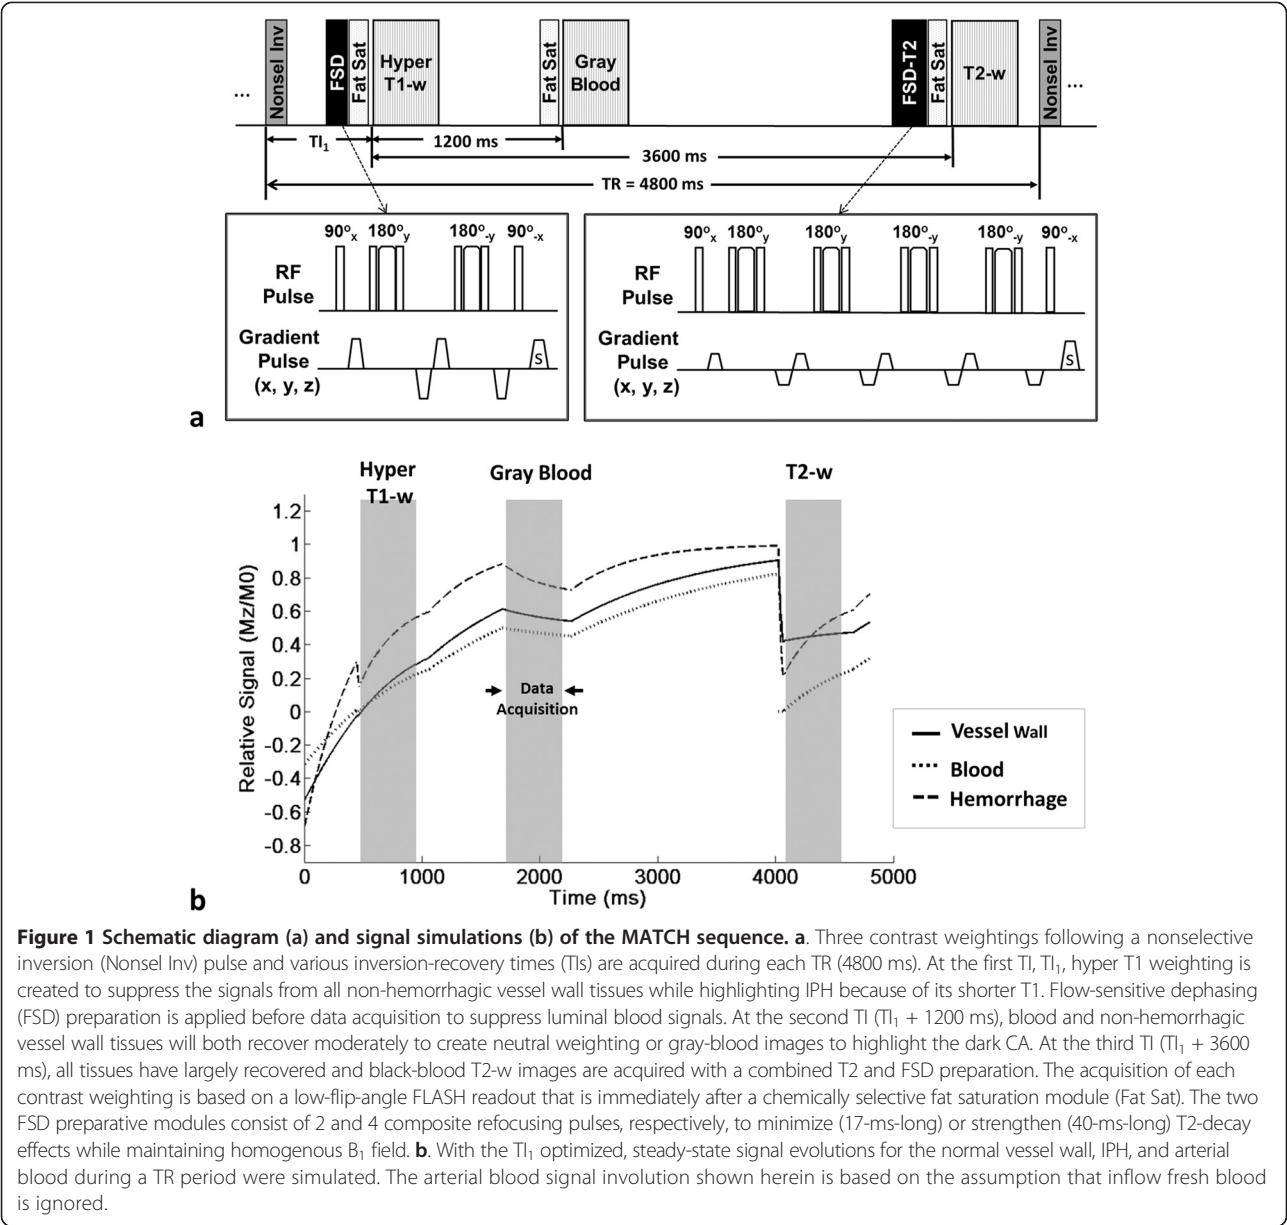 Nonsel Inv
FSD
Fat Sat
Hyper
T1-w
Fat Sat
Gray
Blood
FSD-T2
Fat Sat
T2-w
Nonsel Inv
... ...
TI1
1200 ms
3600 ms
TR = 4800 ms
90ºx 180ºy 180º-y 90º-x
RF
Pulse
Gradient
Pulse
(x, y, z)
S
90ºx 180ºy 180ºy 180º-y 180º-y 90º-x
RF
Pulse
Gradient
Pulse
(x, y, z)
S
a
Hyper
T1-w
Gray Blood
T2-w
1.2
1
0.8
0.6
0.4
0.2
0
-0.2
-0.4
-0.6
-0.8
Relative Signal (Mz/M0)
Data
Acquisition
Vessel Wall
Blood
Hemorrhage
0 1000 2000 3000 4000 5000
Time (ms)
b
Figure 1 Schematic diagram (a) and signal simulations (b) of the MATCH sequence. a. Three contrast weightings following a nonselective
inversion (Nonsel Inv) pulse and various inversion-recovery times (TIs) are acquired during each TR (4800 ms). At the first TI, TI1, hyper T1 weighting is
created to suppress the signals from all non-hemorrhagic vessel wall tissues while highlighting IPH because of its shorter T1. Flow-sensitive dephasing
(FSD) preparation is applied before data acquisition to suppress luminal blood signals. At the second TI (TI1 + 1200 ms), blood and non-hemorrhagic
vessel wall tissues will both recover moderately to create neutral weighting or gray-blood images to highlight the dark CA. At the third TI (TI1 + 3600
ms), all tissues have largely recovered and black-blood T2-w images are acquired with a combined T2 and FSD preparation. The acquisition of each
contrast weighting is based on a low-flip-angle FLASH readout that is immediately after a chemically selective fat saturation module (Fat Sat). The two
FSD preparative modules consist of 2 and 4 composite refocusing pulses, respectively, to minimize (17-ms-long) or strengthen (40-ms-long) T2-decay
effects while maintaining homogenous B1 field. b. With the TI1 optimized, steady-state signal evolutions for the normal vessel wall, IPH, and arterial
blood during a TR period were simulated. The arterial blood signal involution shown herein is based on the assumption that inflow fresh blood
is ignored.